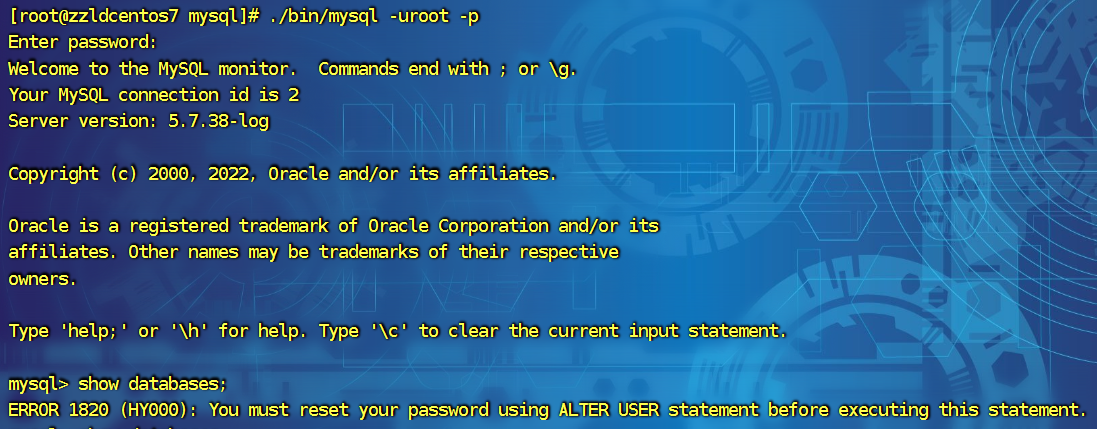 [root@zzldcentos7 mysql]# ./bin/mysql -uroot -p
Enter password:
Welcome to the MySQL monitor.  Commands end with ; or \g.
Your MySQL connection id is 2
Server version: 5.7.38-log
Copyright (c) 2000, 2022, Oracle and/or its affiliates.
Oracle is a registered trademark of Oracle Corporation and/or its
affiliates. Other names may be trademarks of their respective
owners.
Type 'help;' or '\h' for help. Type '\c' to clear the current input statement.
mysql> show databases;
ERROR 1820 (HY000): You must reset your password using ALTER USER statement before executing this statement.